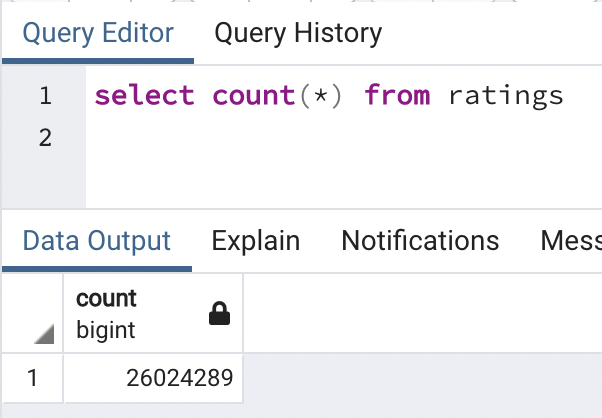 Query Editor Query History
1 select count(*) from ratings
2
Data Output Explain Notifications Mess
count
bigint
1 26024289